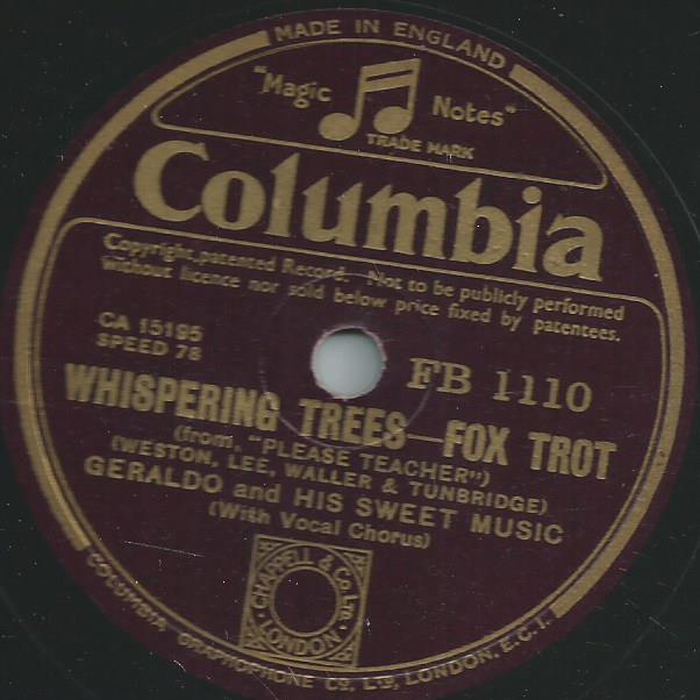 MADE IN ENGLAND
"Magic Notes"
TRADE MARK
Columbia
Copyright, patented Record. Not to be publicly performed
without licence nor sold below price fixed by patentees.
CA 15195
SPEED 78
FB 1110
WHISPERING TREES—FOX TROT
(from, "PLEASE TEACHER")
(WESTON, LEE, WALLER & TUNBRIDGE)
GERALDO and HIS SWEET MUSIC
(With Vocal Chorus)
CHAPPELL & Co. LTD.
·LONDON·
COLUMBIA GRAPHOPHONE CO. LTD, LONDON, E.C.1.